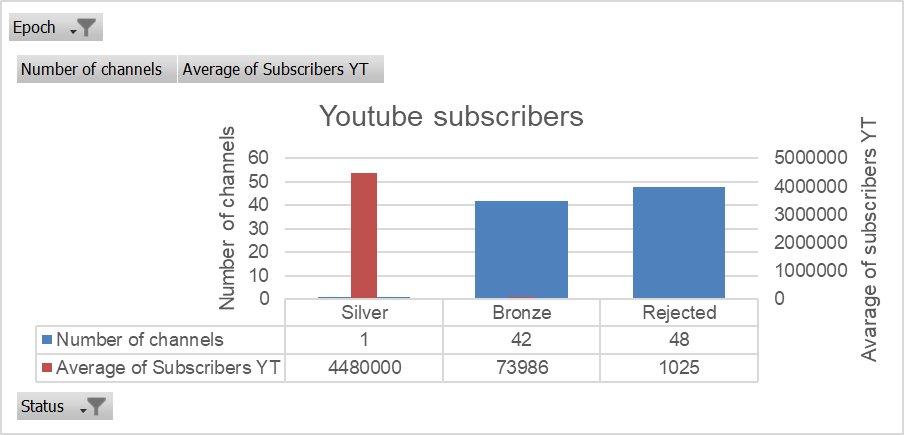 Epoch
Number of channels Average of Subscribers YT
Youtube subscribers
Number of channels
60
50
40
30
20
10
0
5000000
4000000
3000000
2000000
1000000
0
Avarage of subscribers YT
Silver Bronze Rejected
Number of channels 1 42 48
Average of Subscribers YT 4480000 73986 1025
Status